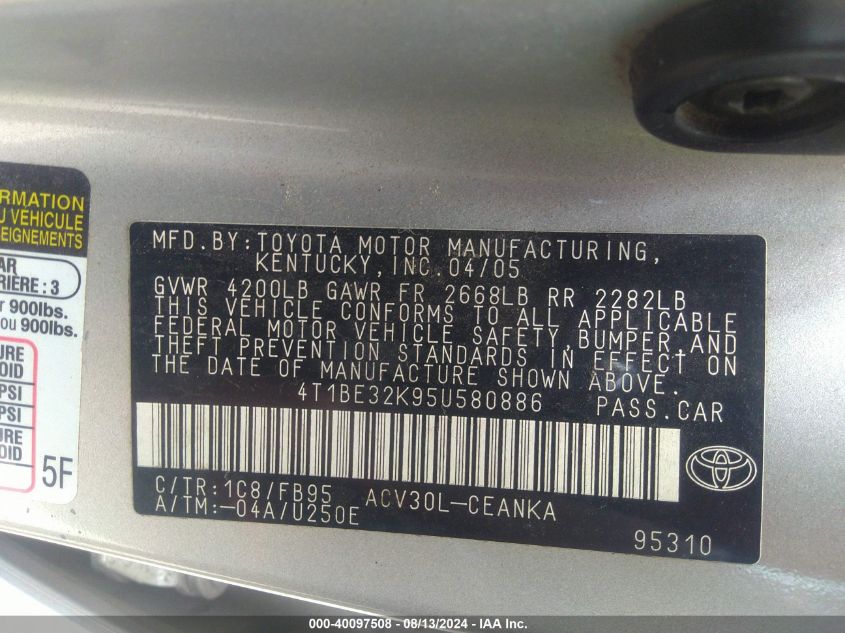 RMATION
U VÉHICULE
EIGNEMENTS
AR
RIERE : 3
r 900lbs.
ou 900lbs.
URE
OID
PSI
PSI
URE
OID
5F
MFD.BY:TOYOTA MOTOR MANUFACTURING,
KENTUCKY,INC.04/05
GVWR 4200LB GAWR FR 2668LB RR 2282LB
THIS VEHICLE CONFORMS TO ALL APPLICABLE
FEDERAL MOTOR VEHICLE SAFETY,BUMPER,AND
THEFT PREVENTION STANDARDS IN EFFECT ON
THE DATE OF MANUFACTURE SHOWN ABOVE.
4T1BE32K95U580886 PASS.CAR
C/TR:1C8/FB95 ACV30L-CEANKA
A/TM:-04A/U250E
95310
000-40097508 - 08/13/2024 - IAAI.com